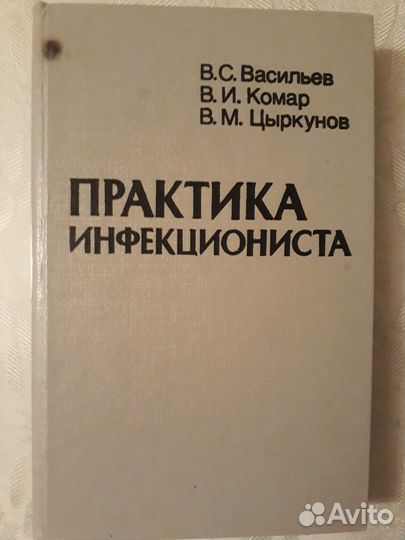 В.С. Васильев
В.И. Комар
В.М. Цыркунов
ПРАКТИКА
ИНФЕКЦИОНИСТА
Avito